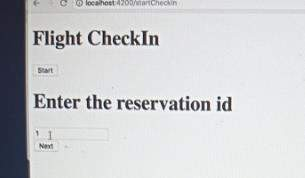 localhost:4200/startCheckin
Flight CheckIn
Start
Enter the reservation id
1
Next